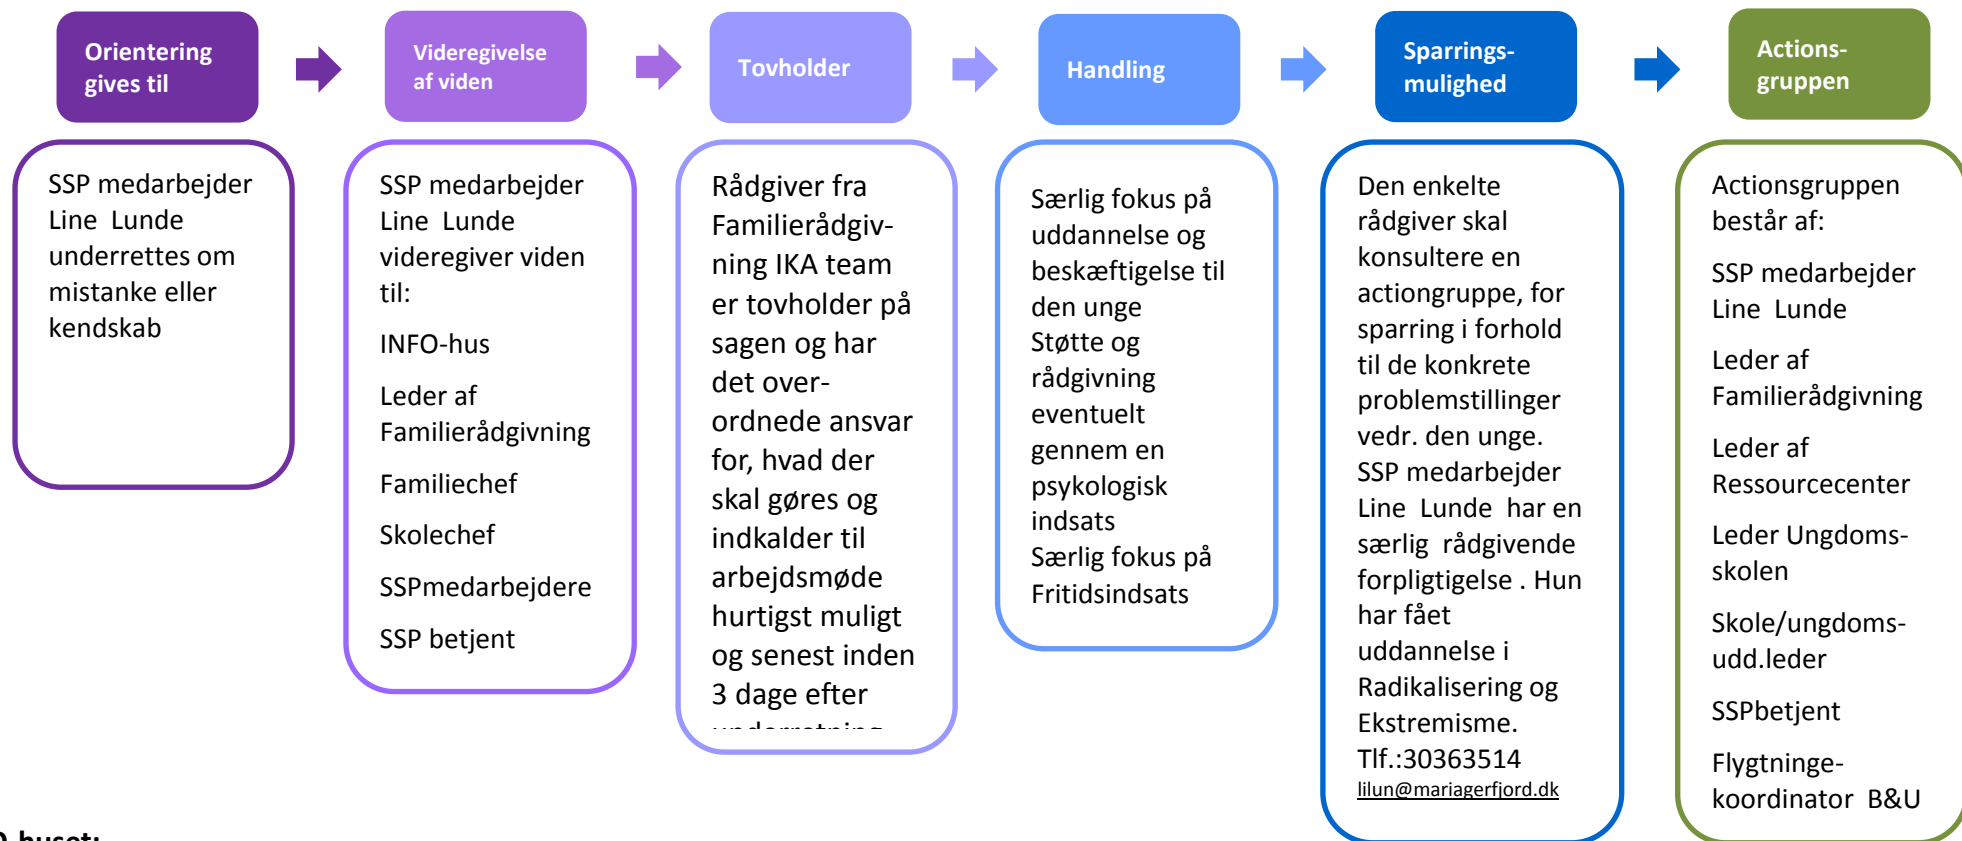 Orientering
gives til
Videregivelse
af viden
Tovholder
Handling
Sparrings-
mulighed
Actions-
gruppen
SSP medarbejder
Line Lunde
underrettes om
mistanke eller
kendskab
SSP medarbejder
Line Lunde
videregiver viden
til:
INFO-hus
Leder af
Familierådgivning
Familiechef
Skolechef
SSPmedarbejdere
SSP betjent
Rådgiver fra
Familierådgiv-
ning IKA team
er tovholder på
sagen og har
det over-
ordnede ansvar
for, hvad der
skal gøres og
indkalder til
arbejdsmøde
hurtigst muligt
og senest inden
3 dage efter
Særlig fokus på
uddannelse og
beskæftigelse til
den unge
Støtte og
rådgivning
eventuelt
gennem en
psykologisk
indsats
Særlig fokus på
Fritidsindsats
Den enkelte
rådgiver skal
konsultere en
actiongruppe, for
sparring i forhold
til de konkrete
problemstillinger
vedr. den unge.
SSP medarbejder
Line Lunde har en
særlig rådgivende
forpligtigelse . Hun
har fået
uddannelse i
Radikalisering og
Ekstremisme.
Tlf.:30363514
lilun@mariagerfjord.dk
Actionsgruppen
består af:
SSP medarbejder
Line Lunde
Leder af
Familierådgivning
Leder af
Ressourcecenter
Leder Ungdoms-
skolen
Skole/ungdoms-
udd.leder
SSPbetjent
Flygtninge-
koordinator B&U